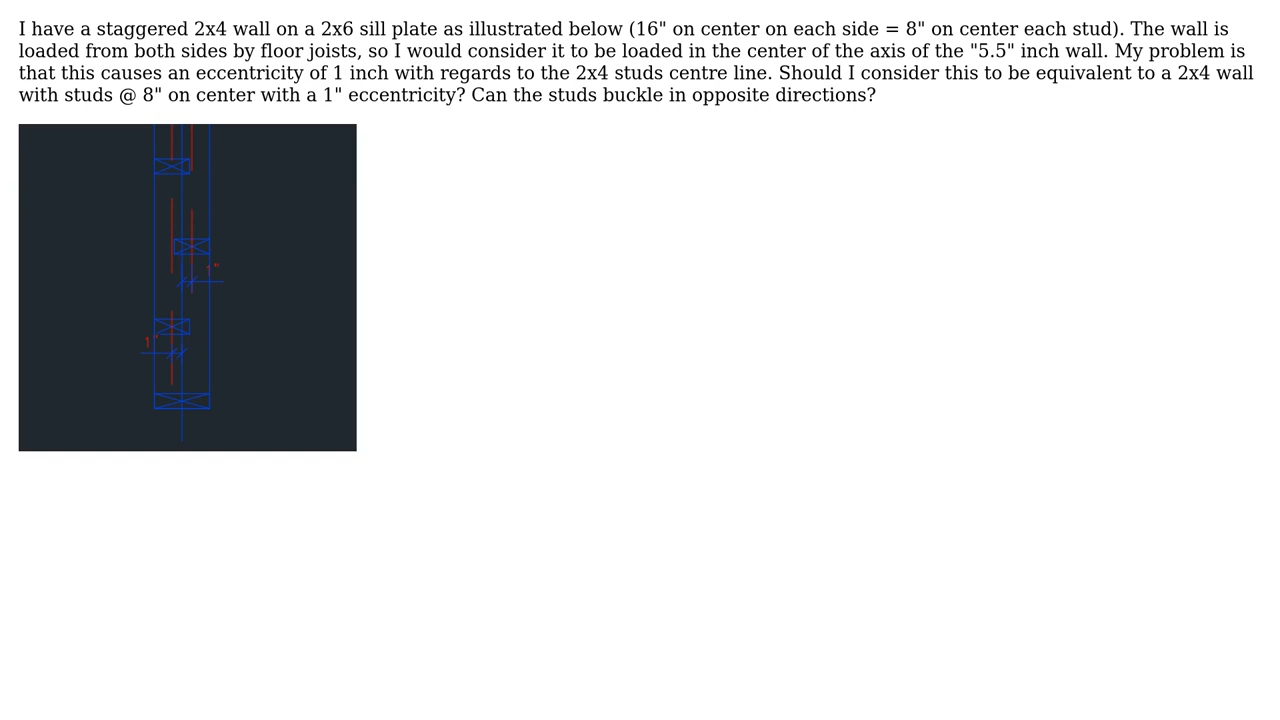 I have a staggered 2x4 wall on a 2x6 sill plate as illustrated below (16" on center on each side = 8" on center each stud). The wall is
loaded from both sides by floor joists, so I would consider it to be loaded in the center of the axis of the "5.5" inch wall. My problem is
that this causes an eccentricity of 1 inch with regards to the 2x4 studs centre line. Should I consider this to be equivalent to a 2x4 wall
with studs @ 8" on center with a 1" eccentricity? Can the studs buckle in opposite directions?
1"
1"